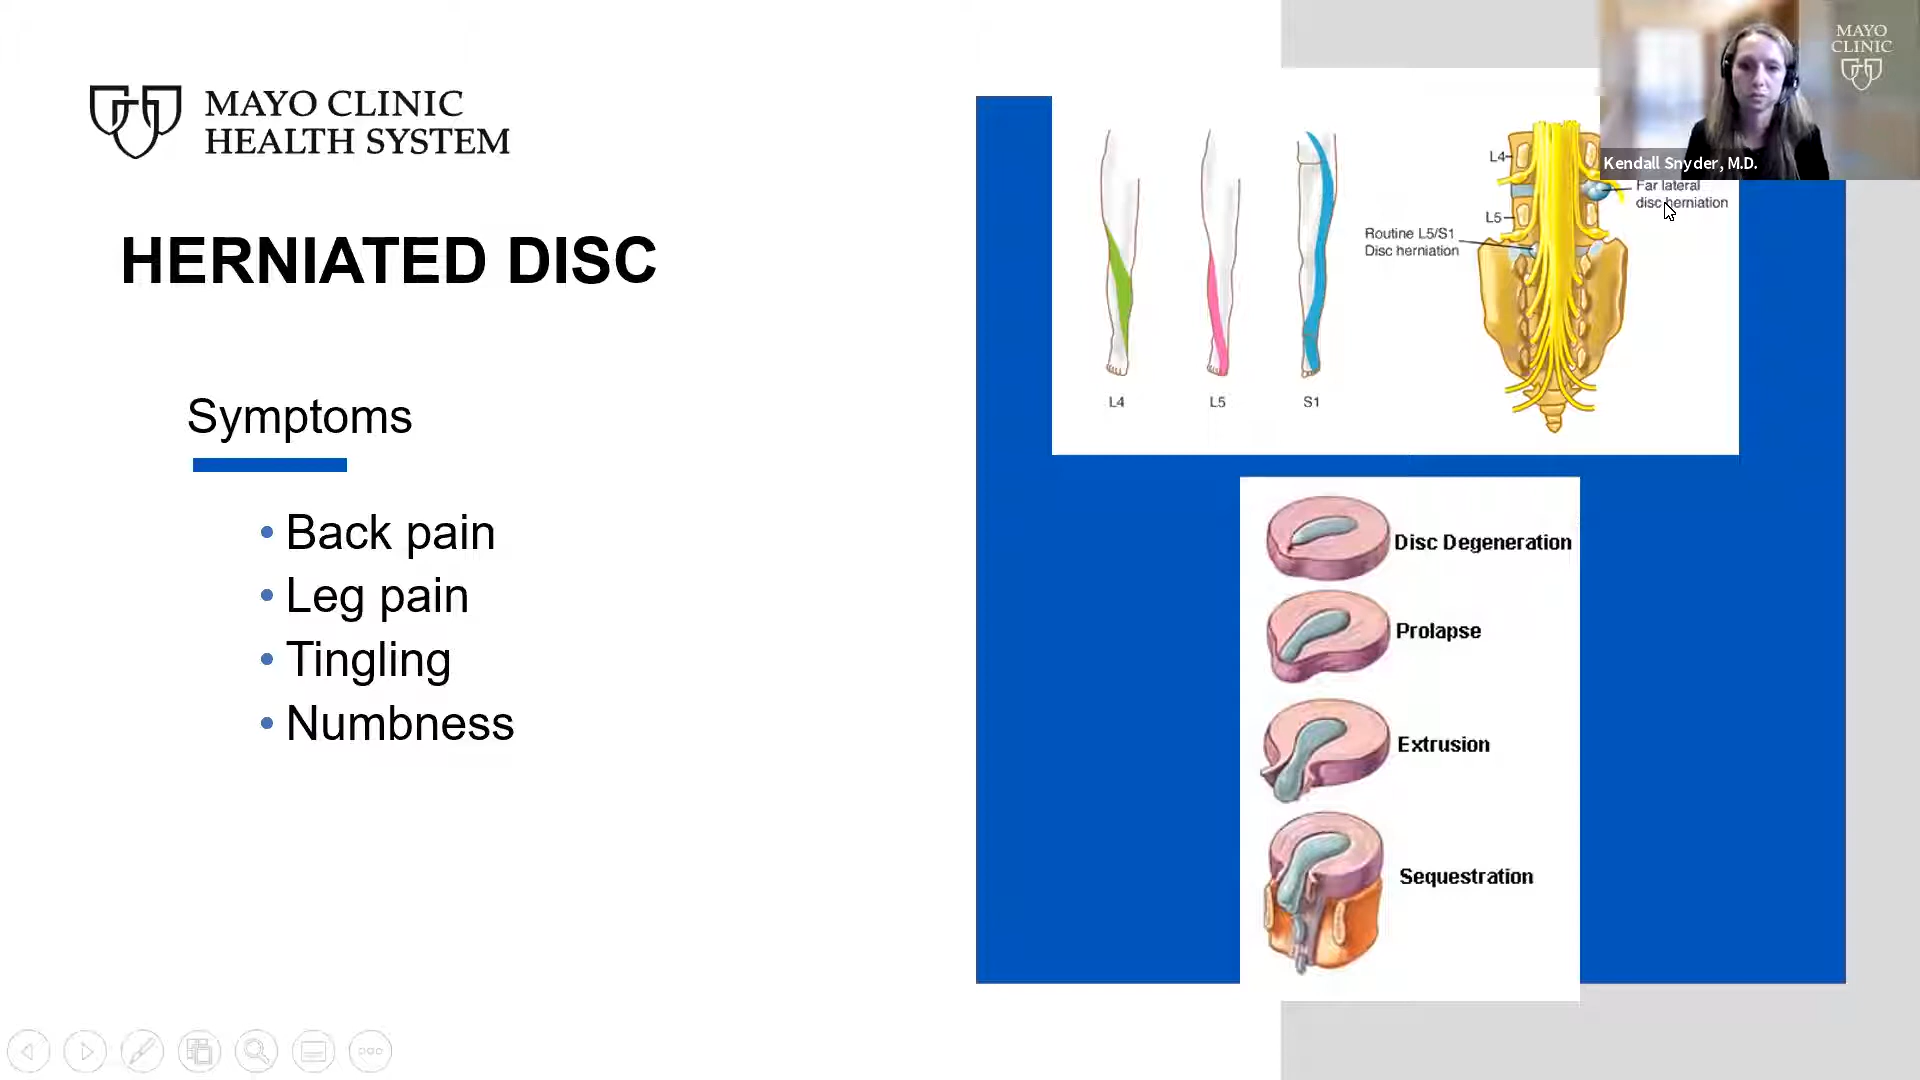 MAYO CLINIC
HEALTH SYSTEM
HERNIATED DISC
Symptoms
• Back pain
• Leg pain
• Tingling
• Numbness
L4
L5
S1
Routine L5/S1
Disc herniation
L4
L5
Far lateral
disc herniation
Disc Degeneration
Prolapse
Extrusion
Sequestration
MAYO
CLINIC
Kendall Snyder, M.D.